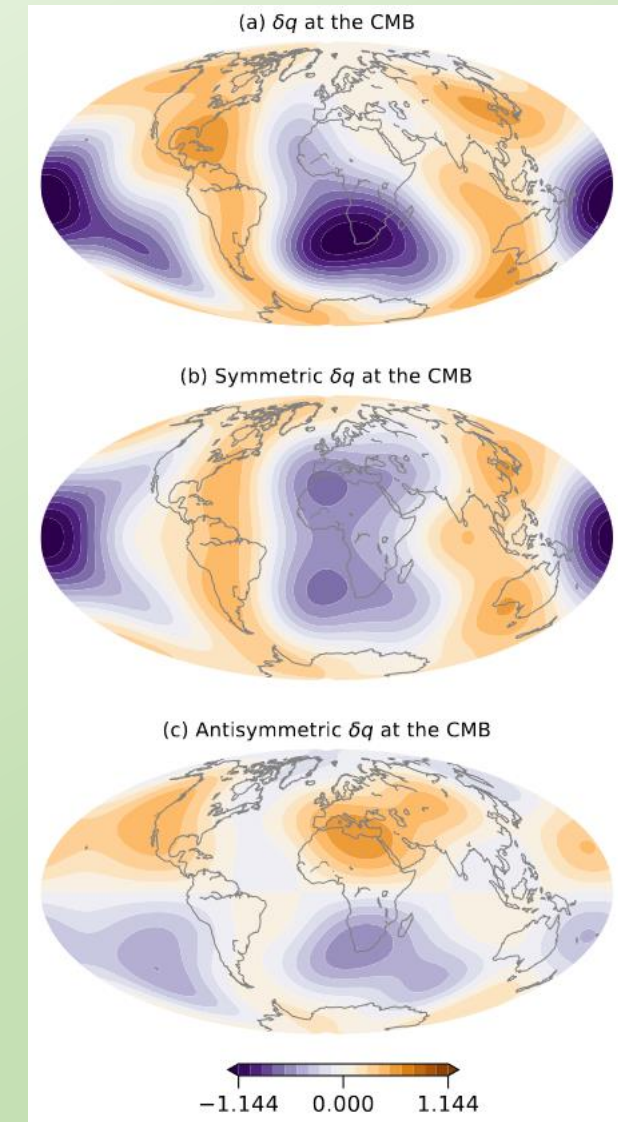 (a) δq at the CMB
(b) Symmetric δq at the CMB
(c) Antisymmetric δq at the CMB
−1.144 0.000 1.144